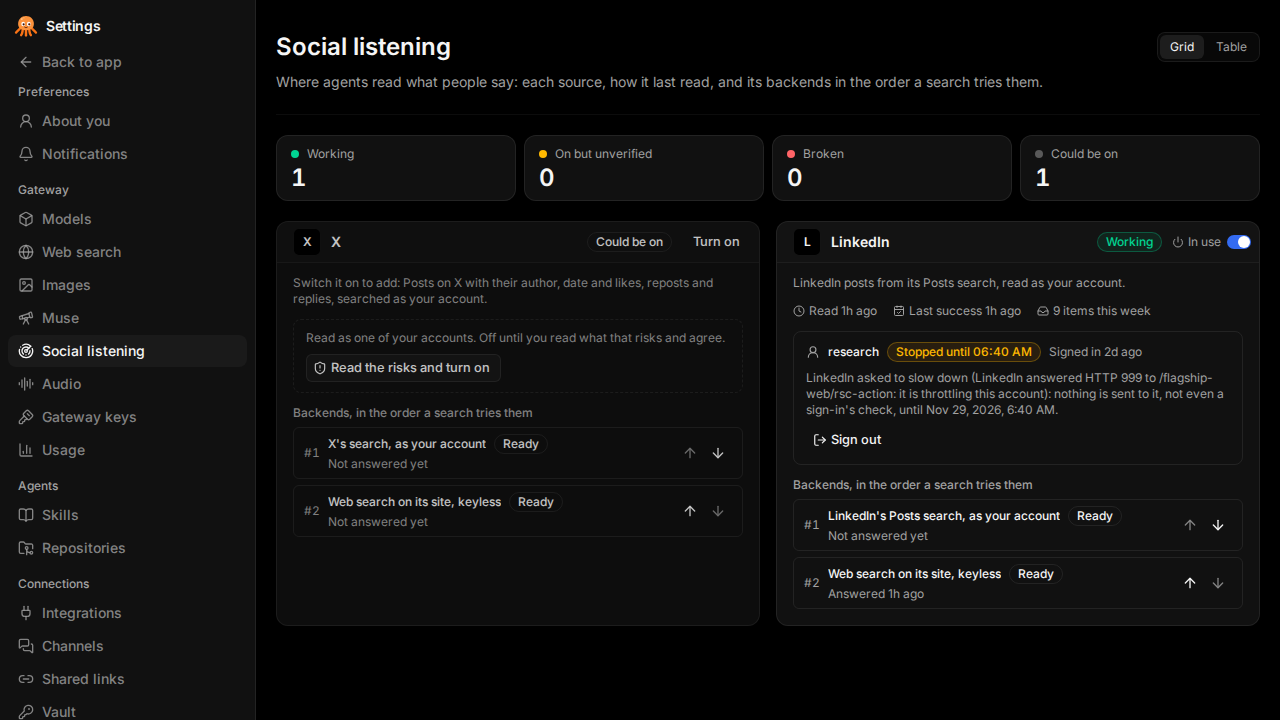 Settings
Back to app
Preferences
About you
Notifications
Gateway
Models
Web search
Images
Muse
Social listening
Audio
Gateway keys
Usage
Agents
Skills
Repositories
Connections
Integrations
Channels
Shared links
Vault
Social listening
Grid
Table
Where agents read what people say: each source, how it last read, and its backends in the order a search tries them.
Working
1
On but unverified
0
Broken
0
Could be on
1
X
X
Could be on
Turn on
Switch it on to add: Posts on X with their author, date and likes, reposts and
replies, searched as your account.
Read as one of your accounts. Off until you read what that risks and agree.
Read the risks and turn on
Backends, in the order a search tries them
#1
X's search, as your account
Ready
Not answered yet
#2
Web search on its site, keyless
Ready
Not answered yet
L
LinkedIn
Working
In use
LinkedIn posts from its Posts search, read as your account.
Read 1h ago
Last success 1h ago
9 items this week
research
Stopped until 06:40 AM
Signed in 2d ago
LinkedIn asked to slow down (LinkedIn answered HTTP 999 to /flagship-
web/rsc-action: it is throttling this account): nothing is sent to it, not even a
sign-in's check, until Nov 29, 2026, 6:40 AM.
Sign out
Backends, in the order a search tries them
#1
LinkedIn's Posts search, as your account
Ready
Not answered yet
#2
Web search on its site, keyless
Ready
Answered 1h ago